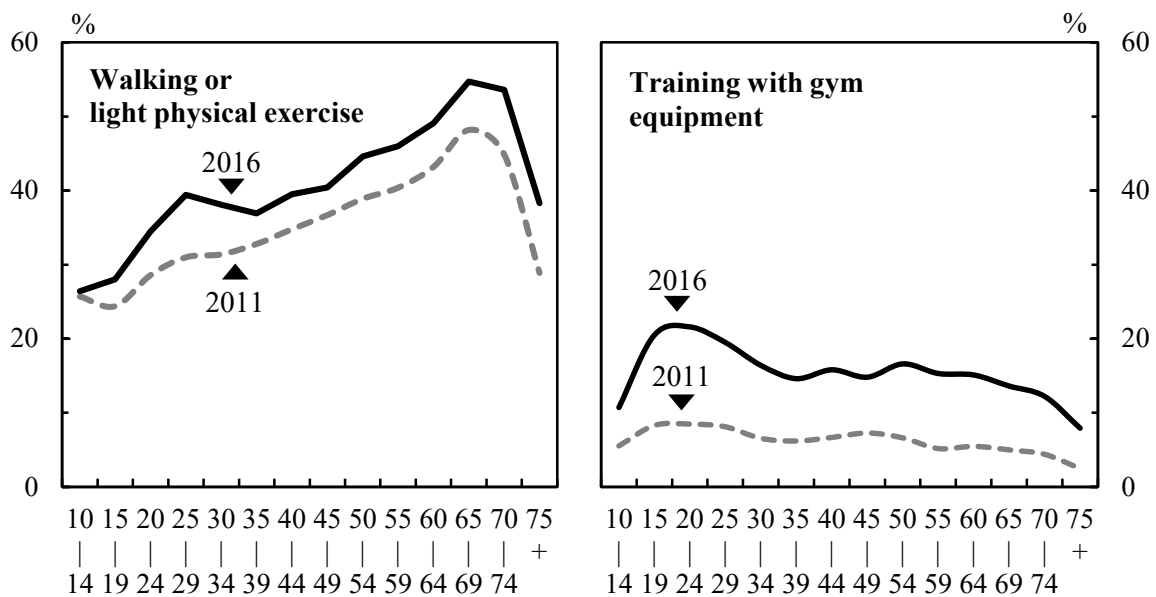 %
60
40
20
0
Walking or
light physical exercise
2016
2011
10 15 20 25 30 35 40 45 50 55 60 65 70 75
| | | | | | | | | | | | | +
14 19 24 29 34 39 44 49 54 59 64 69 74
%
60
40
20
0
Training with gym
equipment
2016
2011
10 15 20 25 30 35 40 45 50 55 60 65 70 75
| | | | | | | | | | | | | +
14 19 24 29 34 39 44 49 54 59 64 69 74